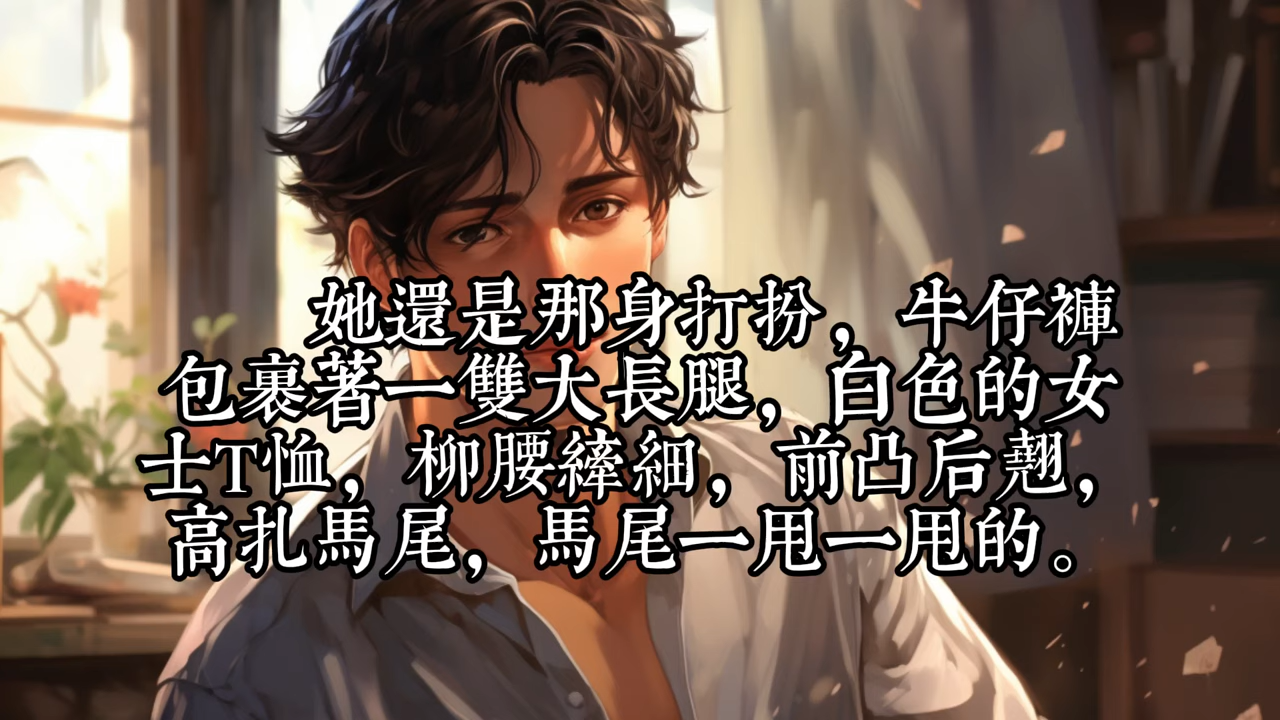 她還是那身打扮，牛仔褲
包裹著一雙大長腿，白色的女
士T恤，柳腰縴細，前凸后翹，
高扎馬尾，馬尾一甩一甩的。